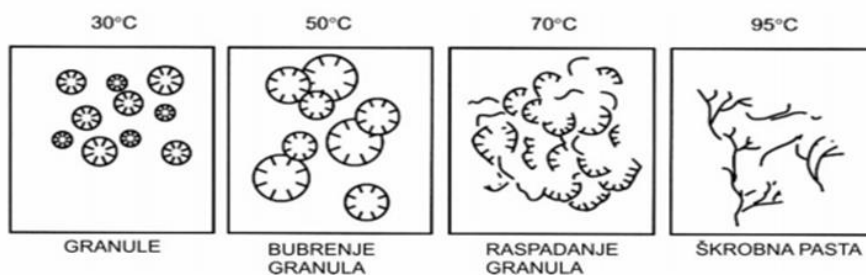 30°C
50°C
70°C
95°C
GRANULE
BUBRENJE
GRANULA
RASPADANJE
GRANULA
ŠKROBNA PASTA